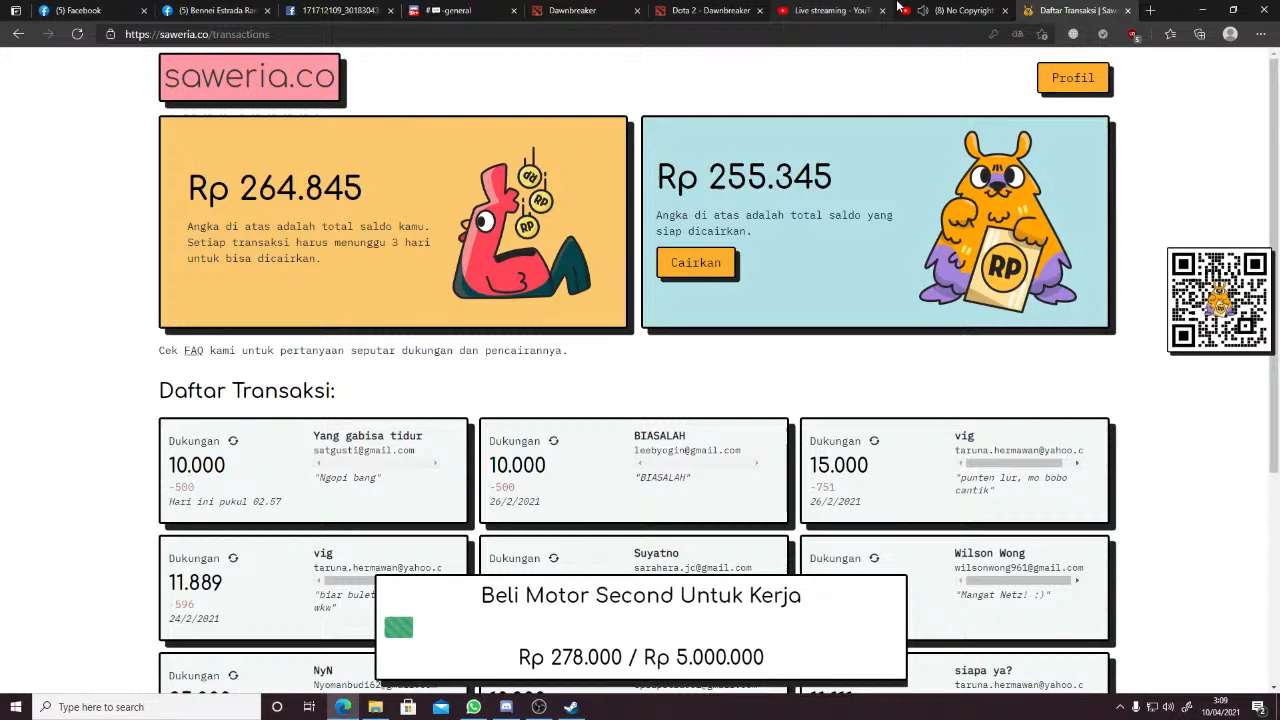 Facebook
Benni Estrada Ran
171712103_30183043
#💬-general
Dawnbreaker
Dota 2 - Dawnbreaker
Live streaming - YouT
(8) No Copyright
Daftar Transaksi | Saw
https://saweria.co/transactions
saweria.co
Profil
Rp 264.845
Angka di atas adalah total saldo kamu.
Setiap transaksi harus menunggu 3 hari
untuk bisa dicairkan.
RP
RP
RP
Rp 255.345
Angka di atas adalah total saldo yang
siap dicairkan.
Cairkan
RP
Cek FAQ kami untuk pertanyaan seputar dukungan dan pencairannya.
Daftar Transaksi:
Dukungan
10.000
-500
Hari ini pukul 02.57
Yang gabisa tidur
satgusti@gmail.com
"Ngopi bang"
Dukungan
10.000
-500
26/2/2021
BIASALAH
leebyogin@gmail.com
"BIASALAH"
Dukungan
15.000
-751
26/2/2021
vig
taruna.hermawan@yahoo.c
"punten lur, mo bobo
cantik"
Dukungan
11.889
-596
24/2/2021
vig
taruna.hermawan@yahoo.c
"biar bulet
wkw"
Dukungan
Suyatno
sarahara.jc@gmail.com
Dukungan
Wilson Wong
wilsonwong961@gmail.com
"Mangat Netz! :)"
Beli Motor Second Untuk Kerja
Rp 278.000 / Rp 5.000.000
Dukungan
NyN
siapa ya?
taruna.hermawan@yahoo.c
Type here to search
3:09
10/04/2021